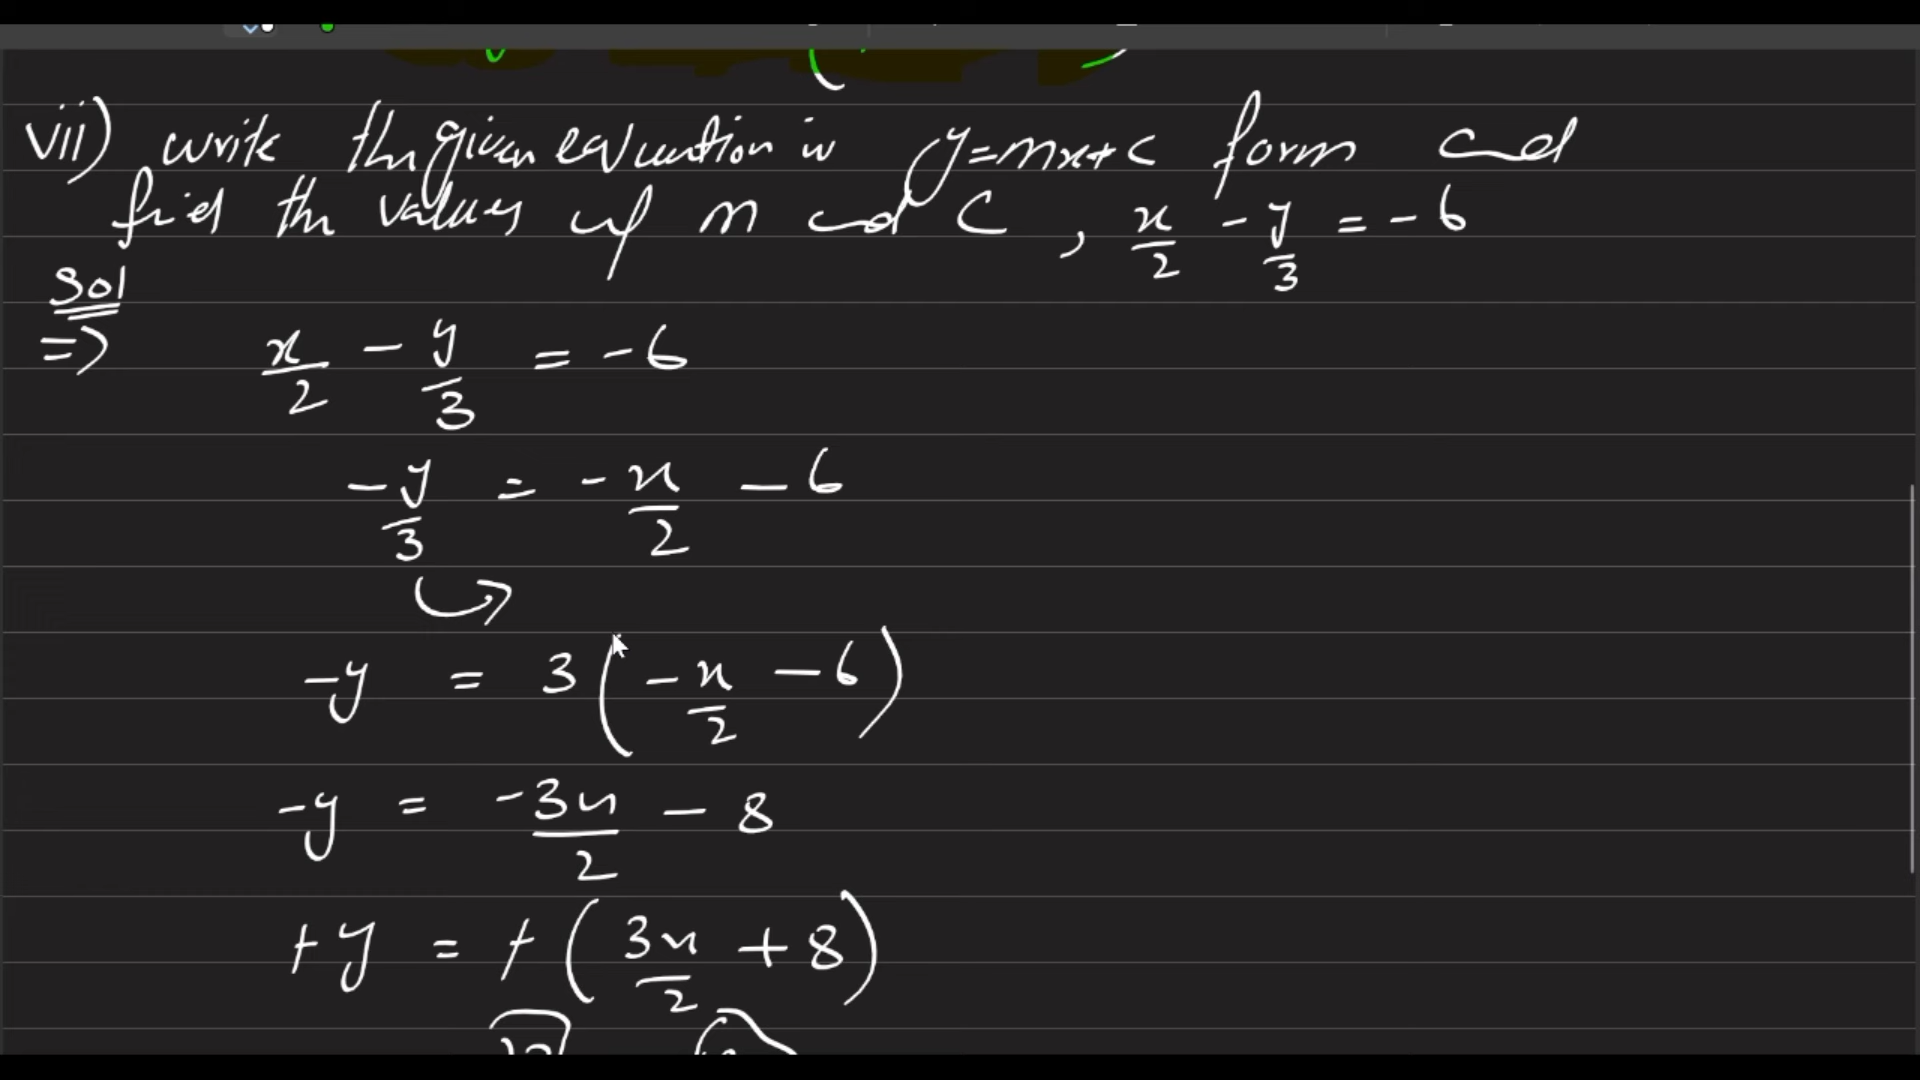 vii) write the given equation in y=mx+c form and
find the values of m and c, x/2 - y/3 = -6
Sol
=> x/2 - y/3 = -6
-y/3 = -x/2 - 6
-y = 3(-x/2 - 6)
-y = -3x/2 - 8
+y = +(3x/2 + 8)